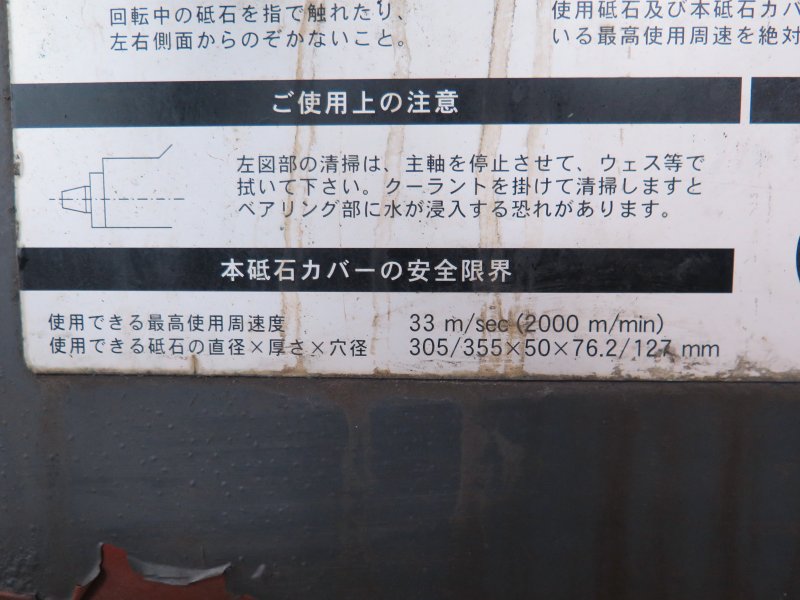 回転中の砥石を指で触れたり、
左右側面からのぞかないこと。
使用砥石及び本砥石カバ
いる最高使用周速を絶対
ご使用上の注意
左図部の清掃は、主軸を停止させて、ウェス等で
拭いて下さい。クーラントを掛けて清掃しますと
ベアリング部に水が浸入する恐れがあります。
本砥石カバーの安全限界
使用できる最高使用周速度 33 m/sec (2000 m/min)
使用できる砥石の直径×厚さ×穴径 305/355×50×76.2/127 mm